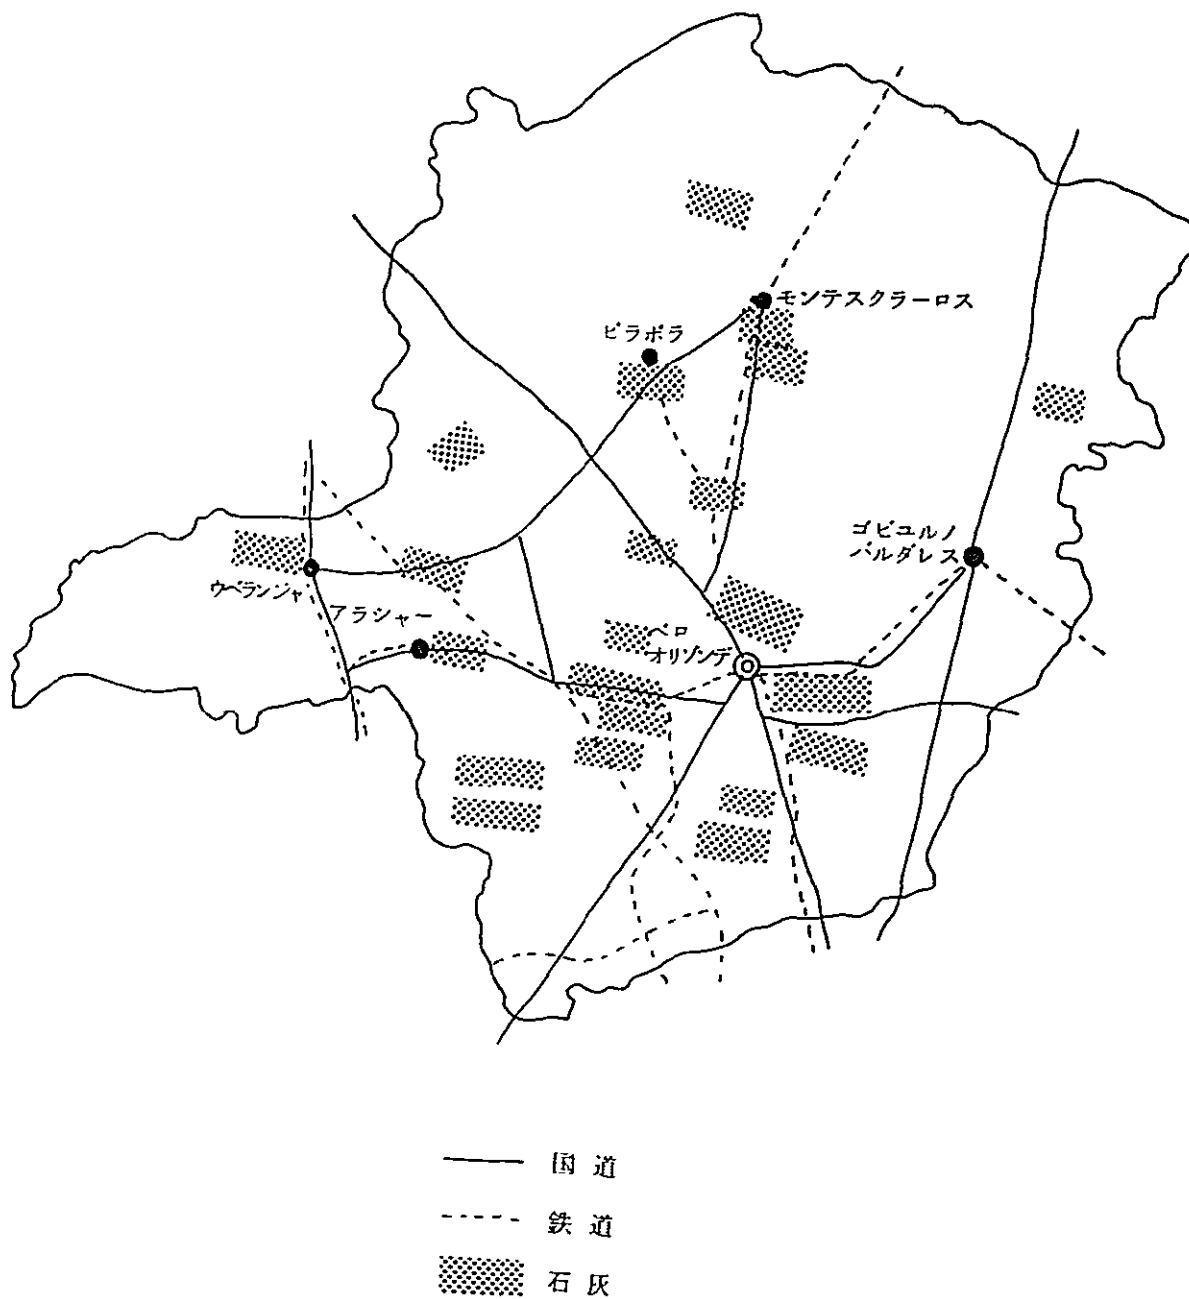 モンテスクラーロス
ピラポラ
ゴビユルノ
バルダレス
ウベランジャ
アラシャー
ベロ
オリゾンテ
国道
鉄道
石灰